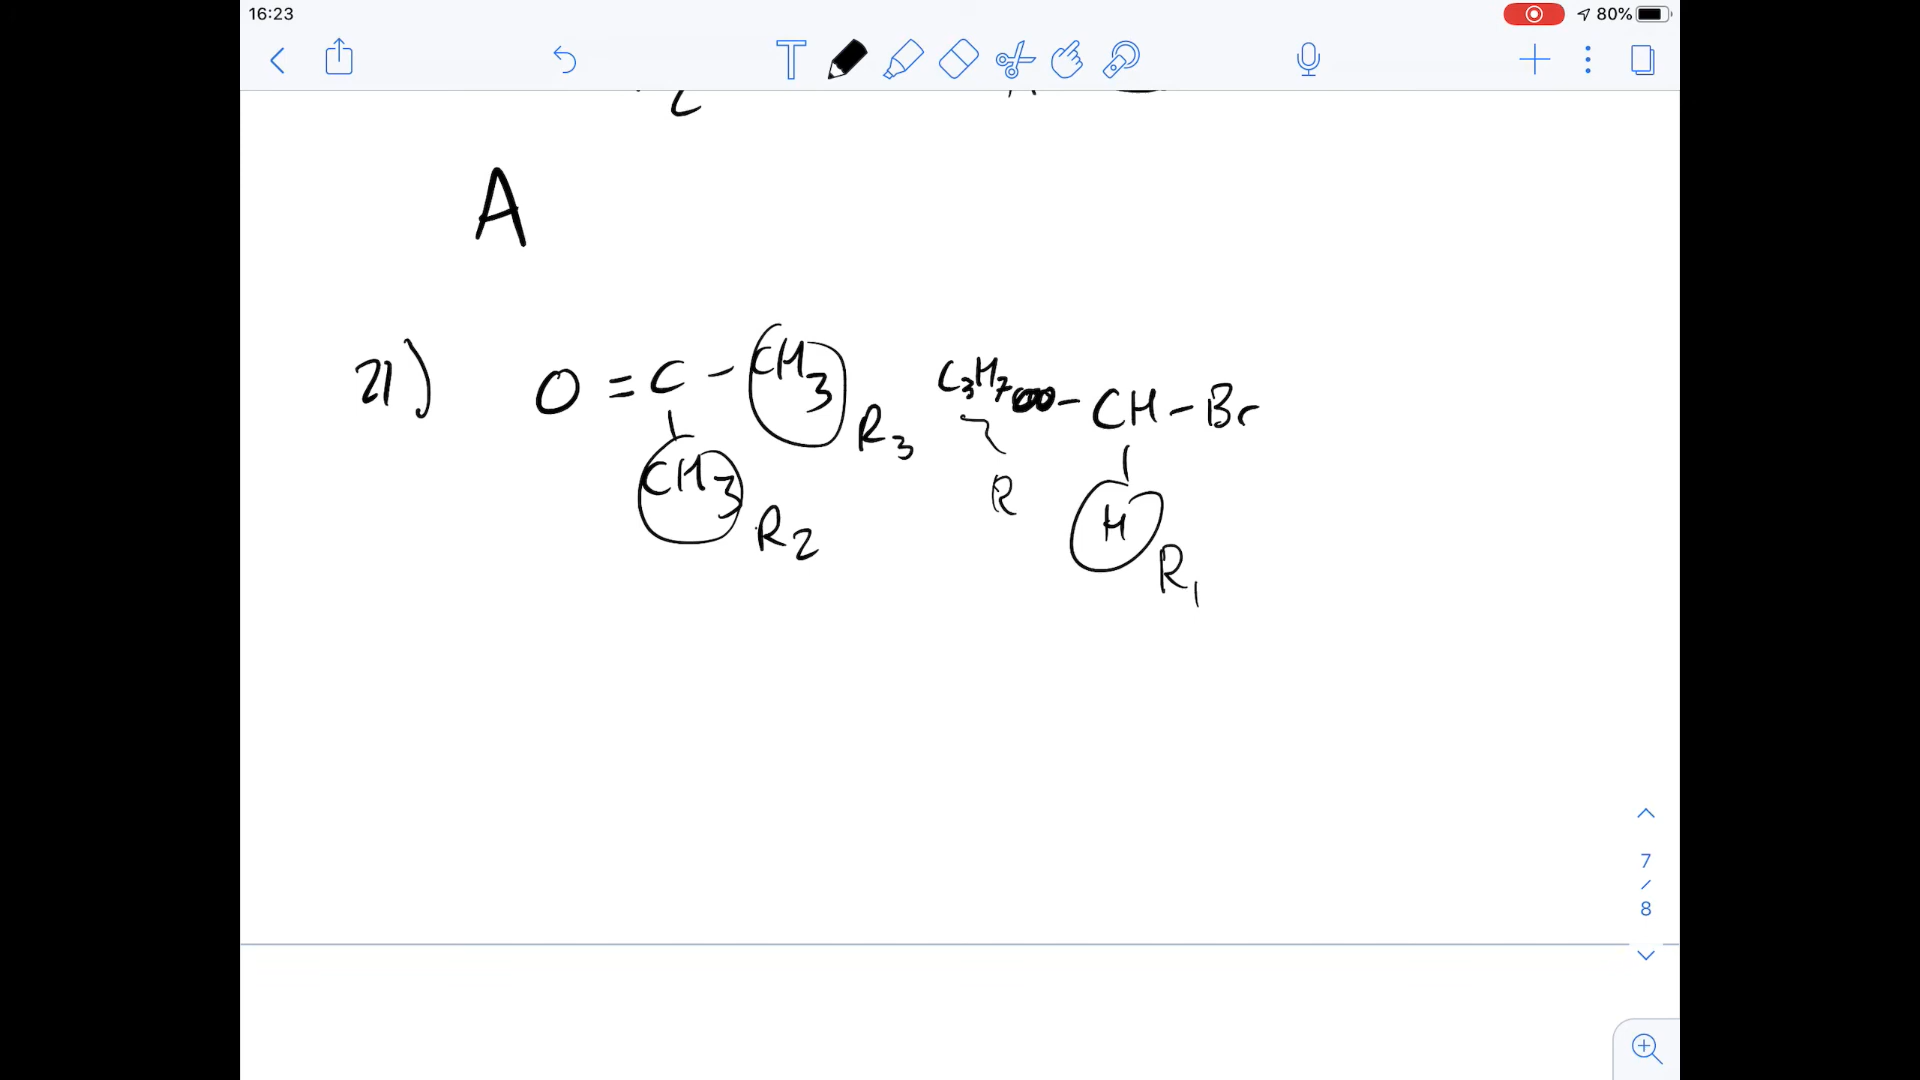 16:23
80%
T
A
21) O = C - CH3 R3 C3H7 - CH - Br
CH3 R2 R H R1
7
/
8